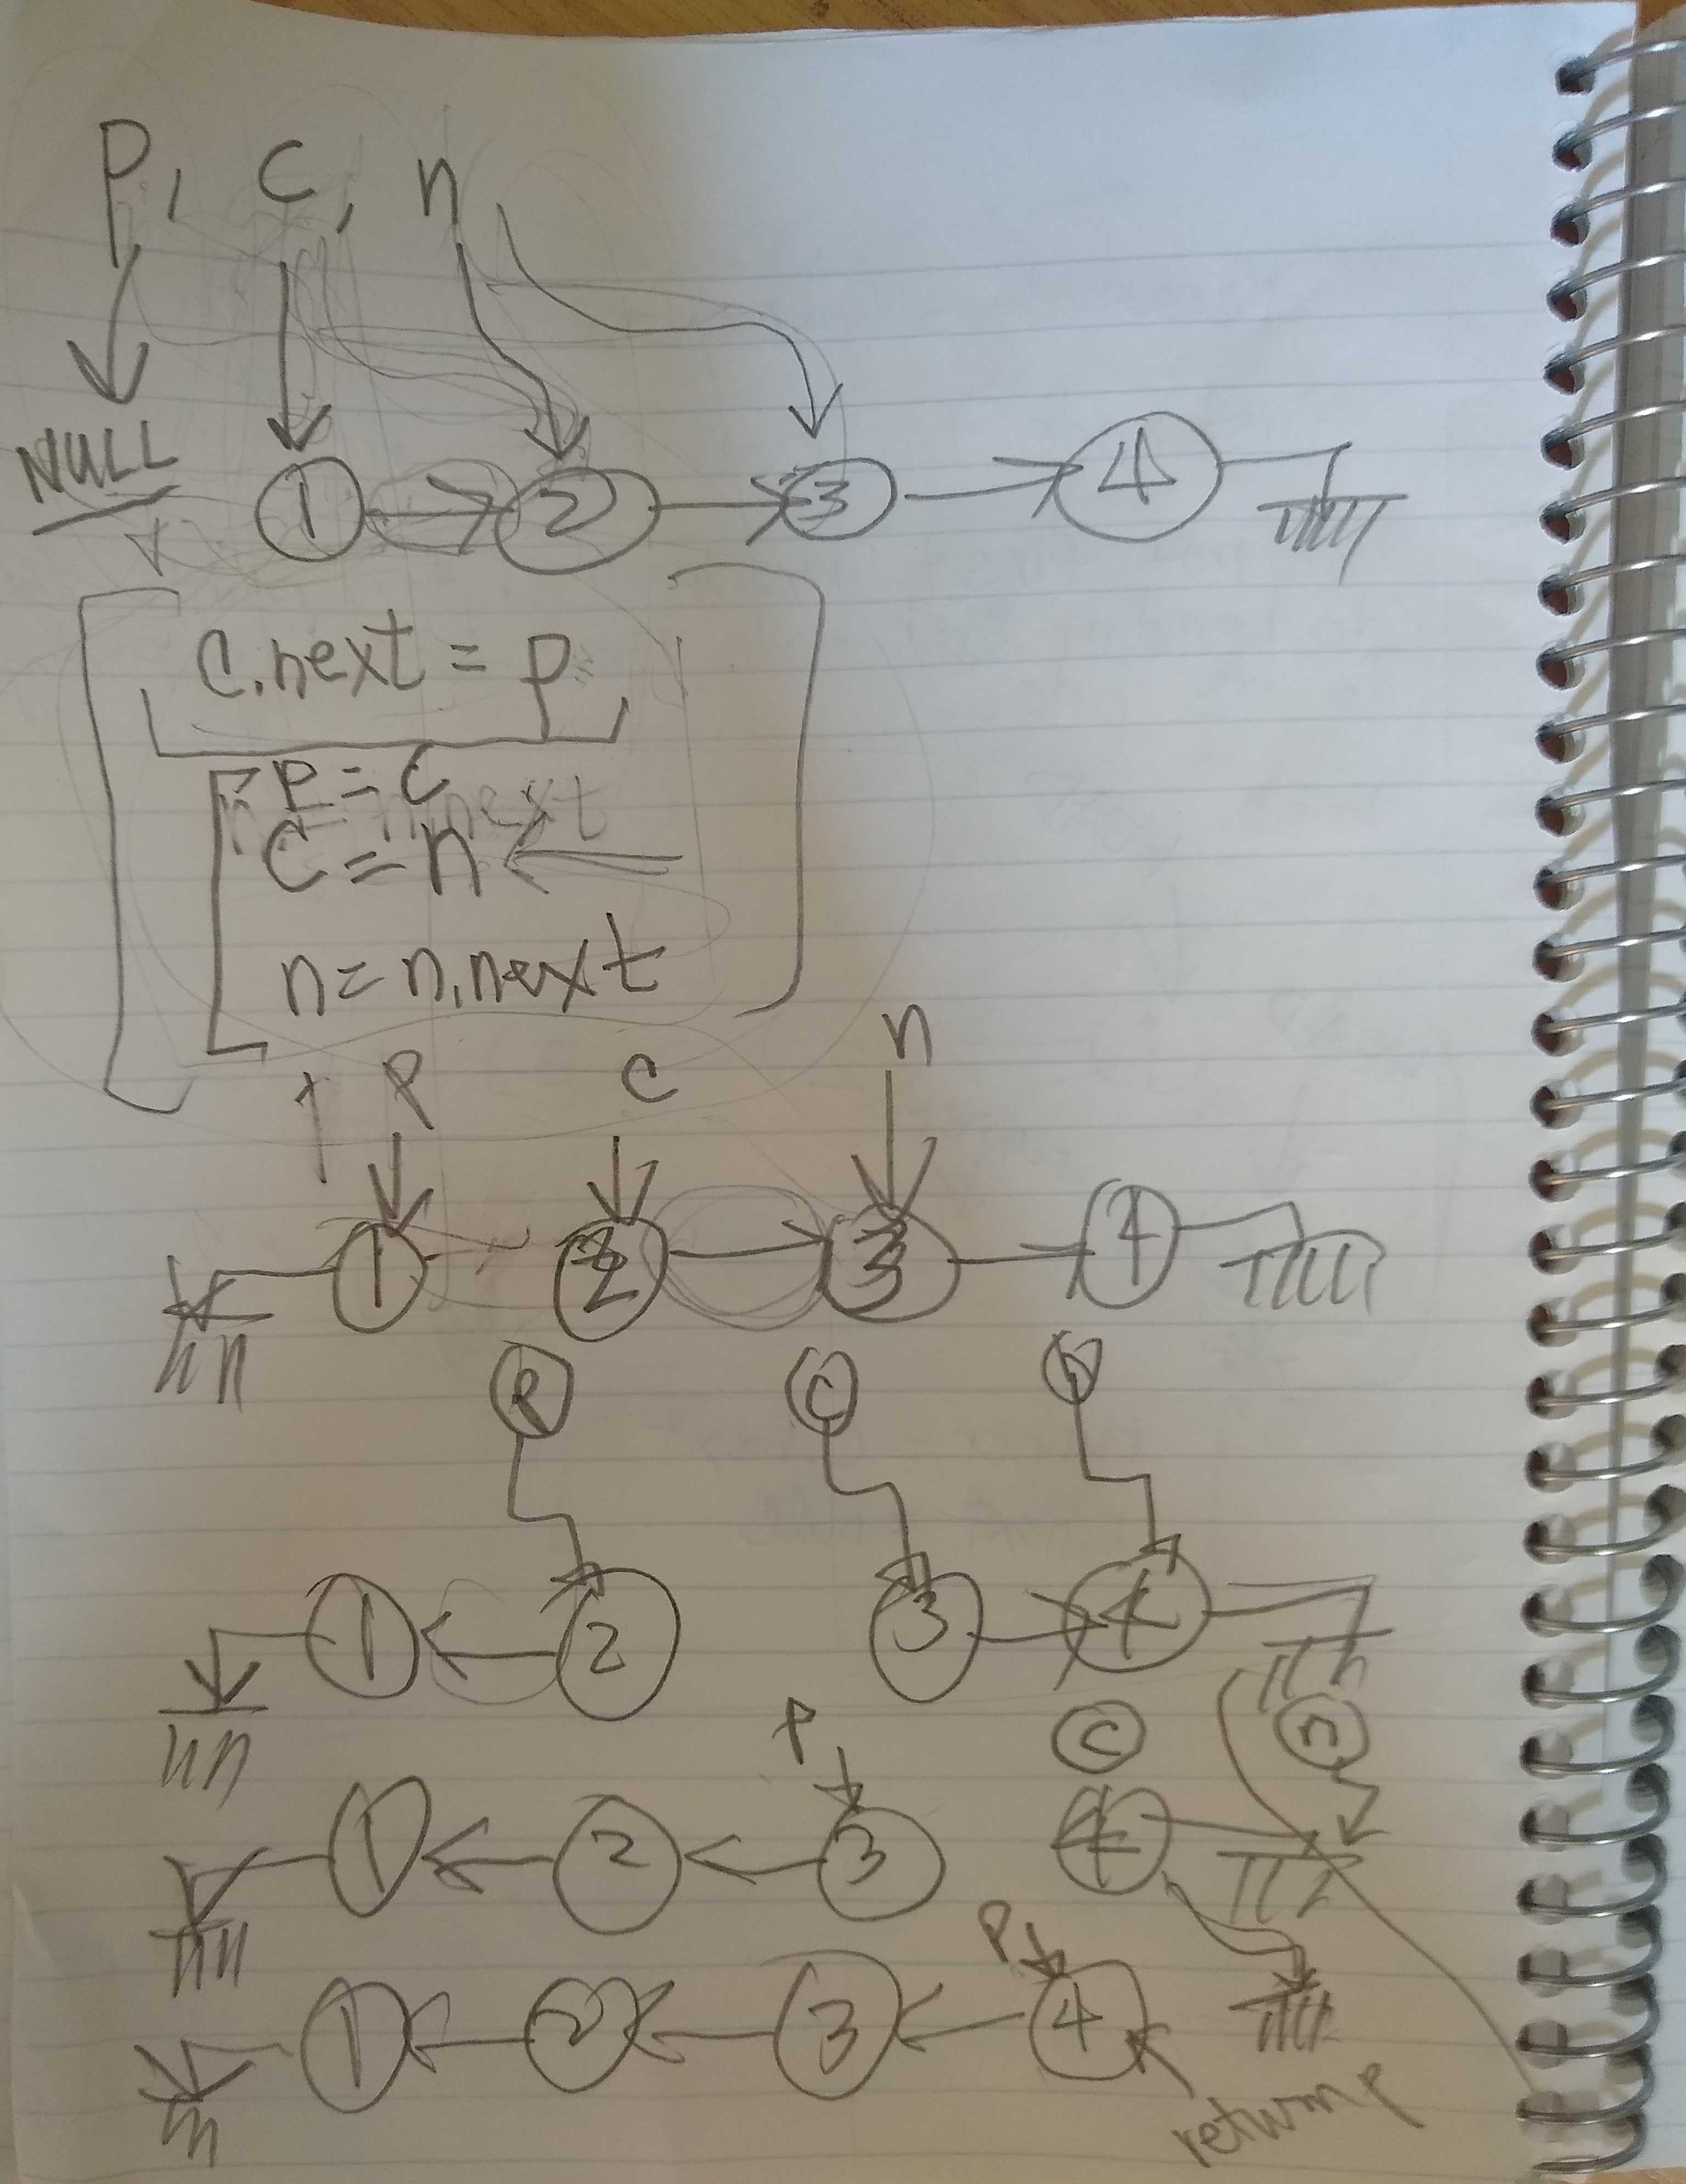 P, C, n
NULL
1 2 3 4
c.next = p
P = C
C = n
n = n.next
P C n
1 2 3 4
P C n
1 2 3 4
P C n
1 2 3 4
P
1 2 3 4
return p